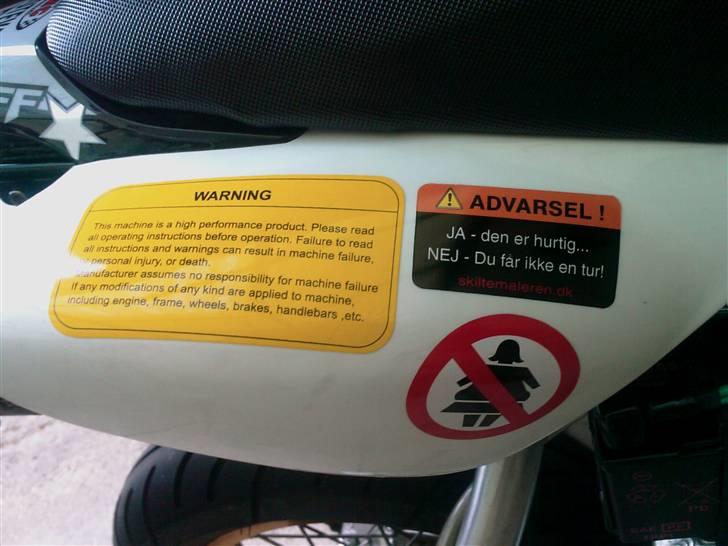 FF
WARNING
This machine is a high performance product. Please read
all operating instructions before operation. Failure to read
all instructions and warnings can result in machine failure,
personal injury, or death.
Manufacturer assumes no responsibility for machine failure
If any modifications of any kind are applied to machine,
including engine, frame, wheels, brakes, handlebars ,etc.
ADVARSEL !
JA - den er hurtig...
NEJ - Du får ikke en tur!
skiltemaleren.dk